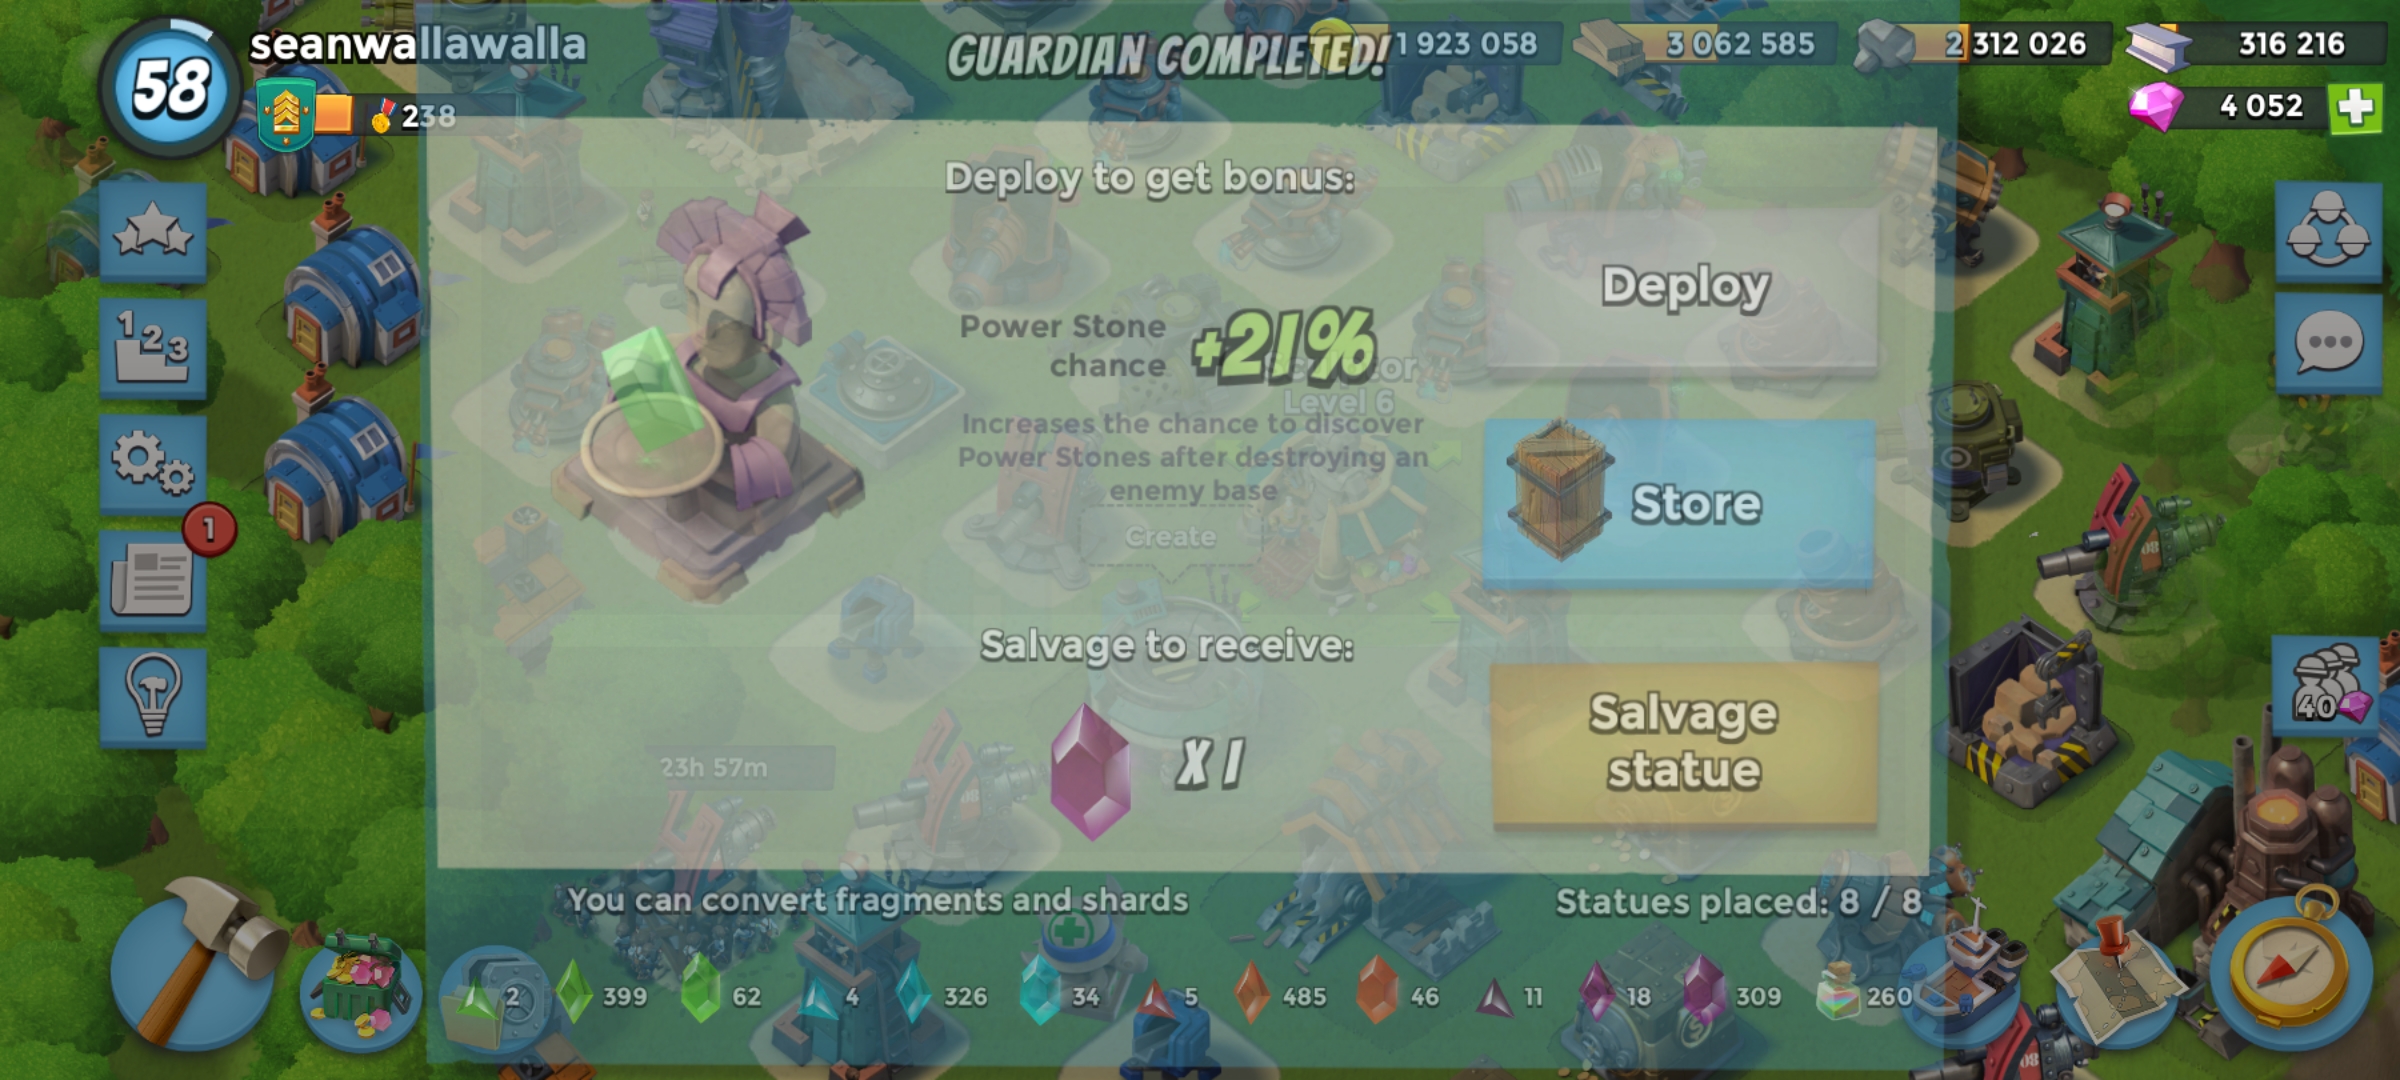 58
seanwallawalla
238
GUARDIAN COMPLETED!
1 923 058
3 062 585
2 312 026
316 216
4 052
Deploy to get bonus:
Power Stone
chance
+21%
Deploy
Level 6
Increases the chance to discover
Power Stones after destroying an
enemy base
Store
Create
1 2 3
1
Salvage to receive:
X 1
Salvage
statue
23h 57m
40
You can convert fragments and shards
Statues placed: 8 / 8
2
399
62
4
326
34
5
485
46
11
18
309
260